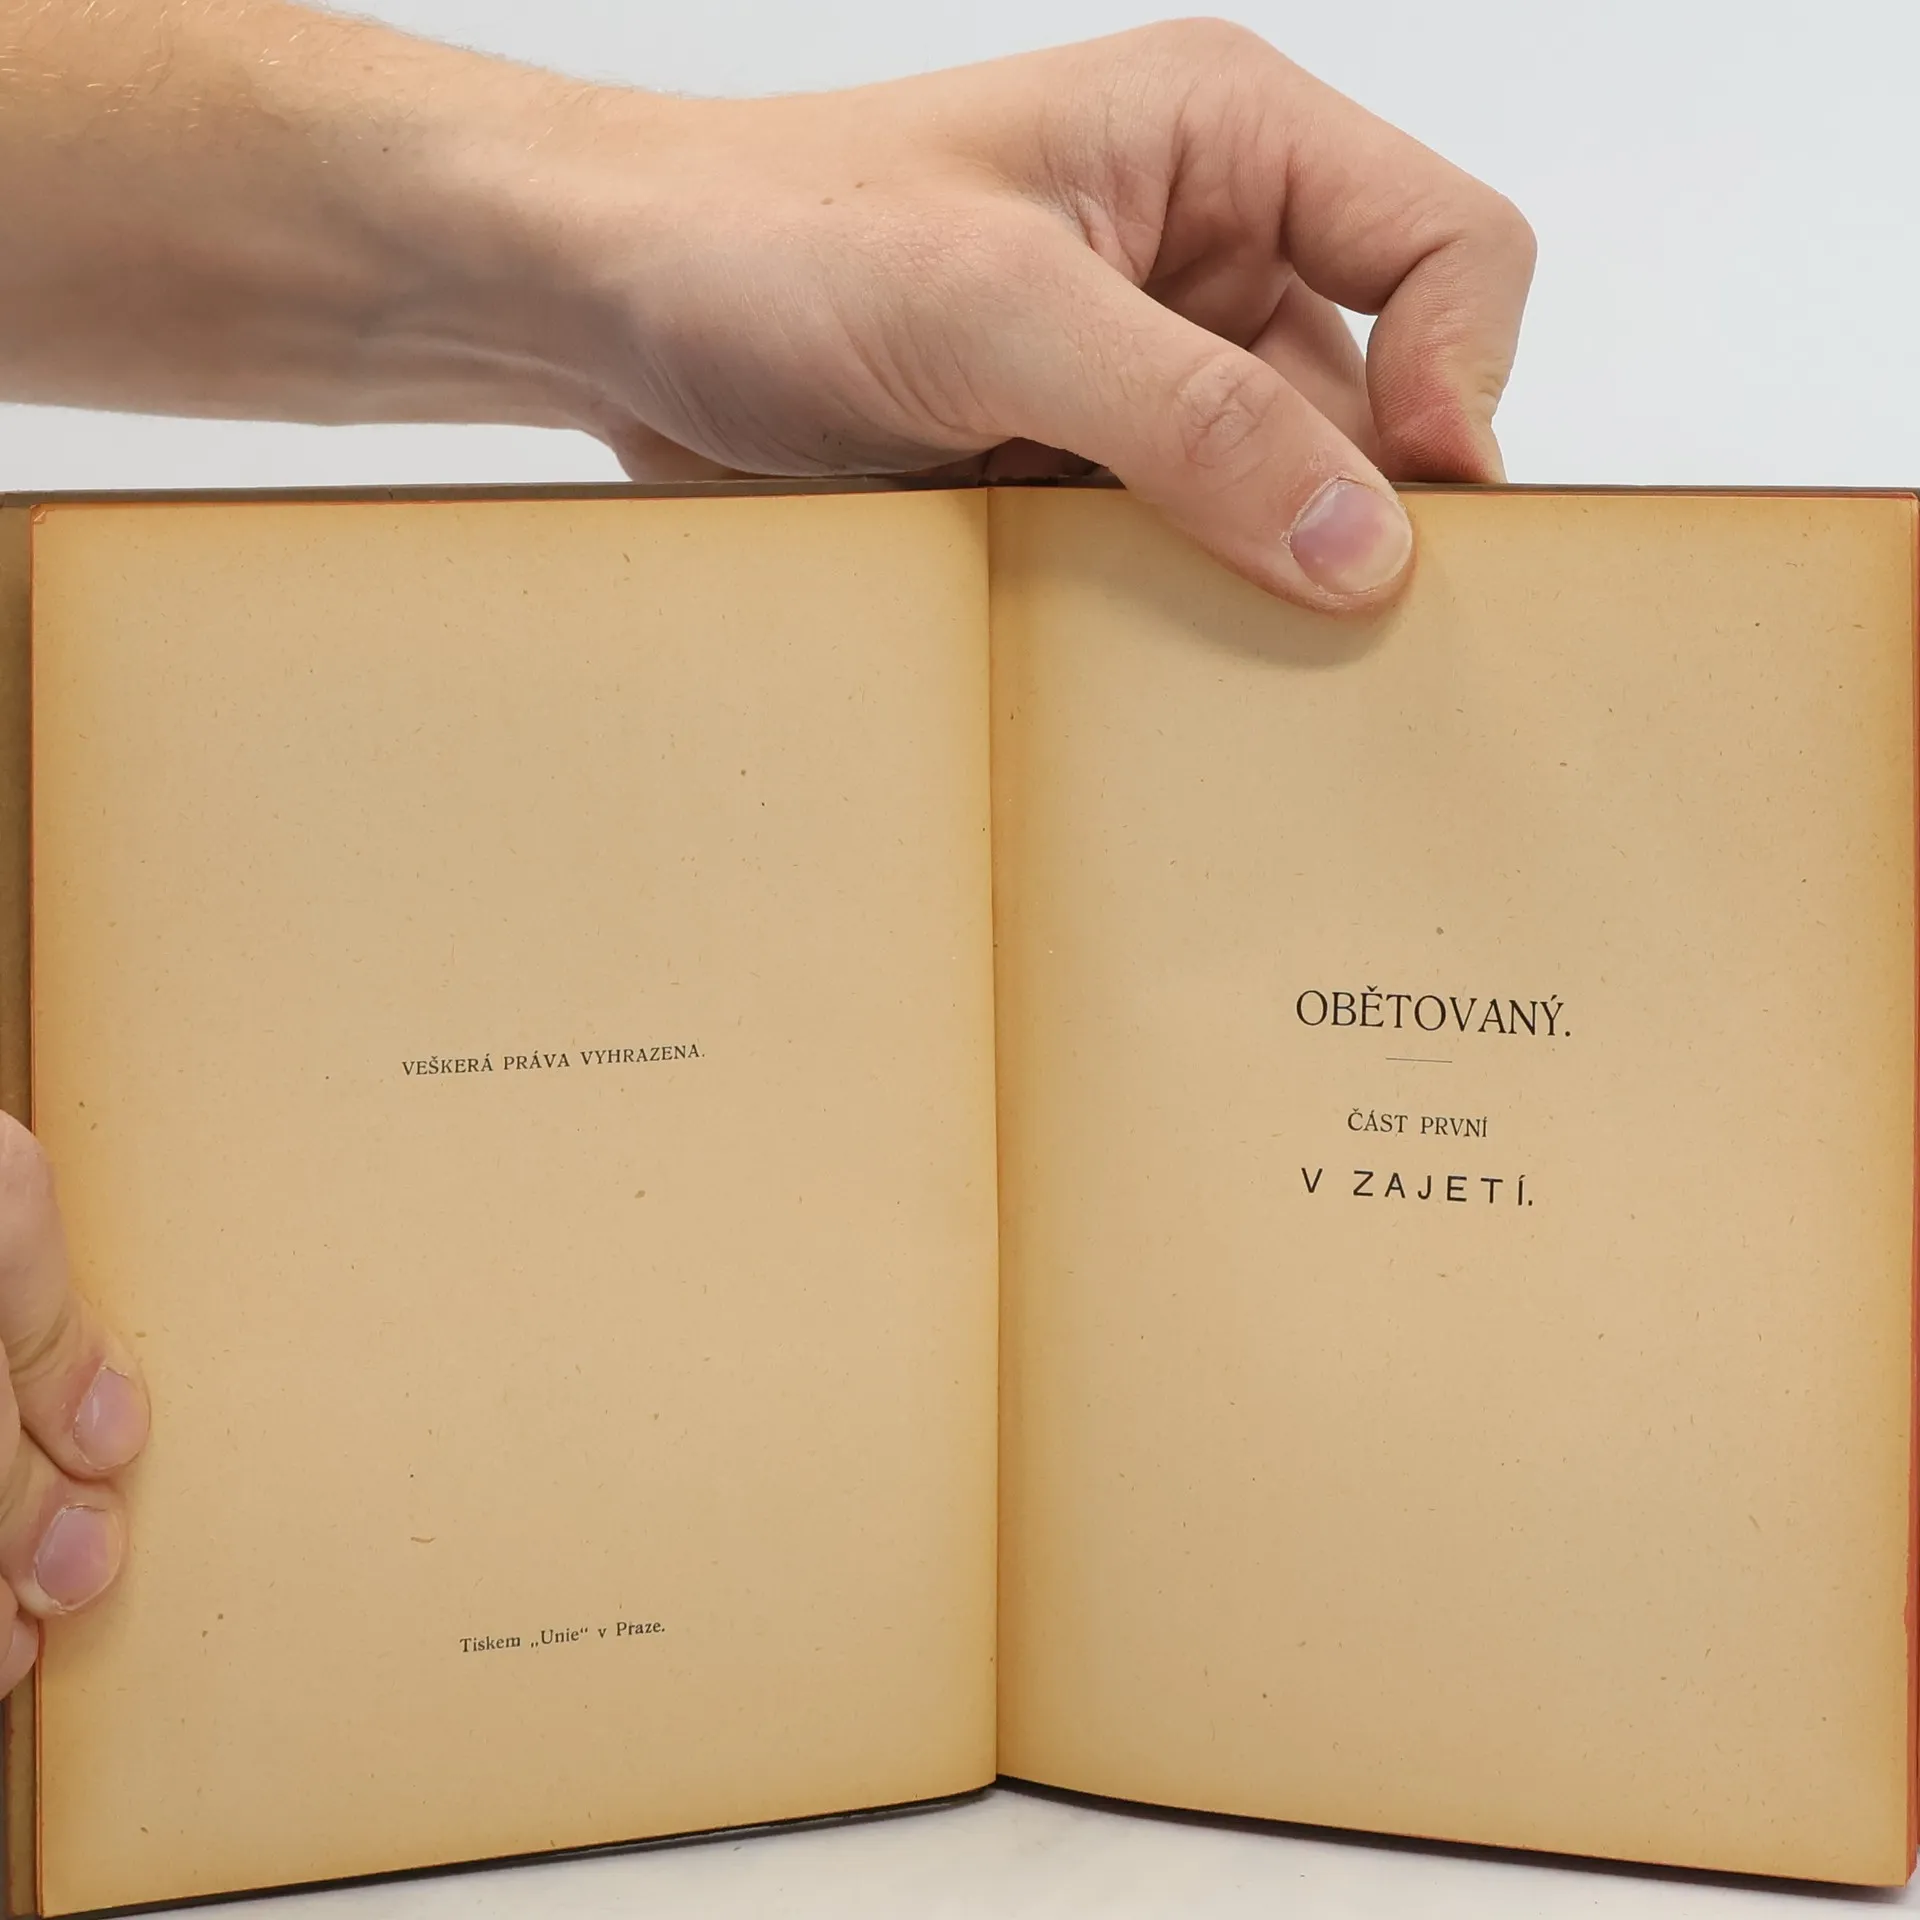 VEŠKERÁ PRÁVA VYHRAZENA.
Tiskem „Unie“ v Praze.
OBĚTOVANÝ.
ČÁST PRVNÍ
V ZAJETÍ.